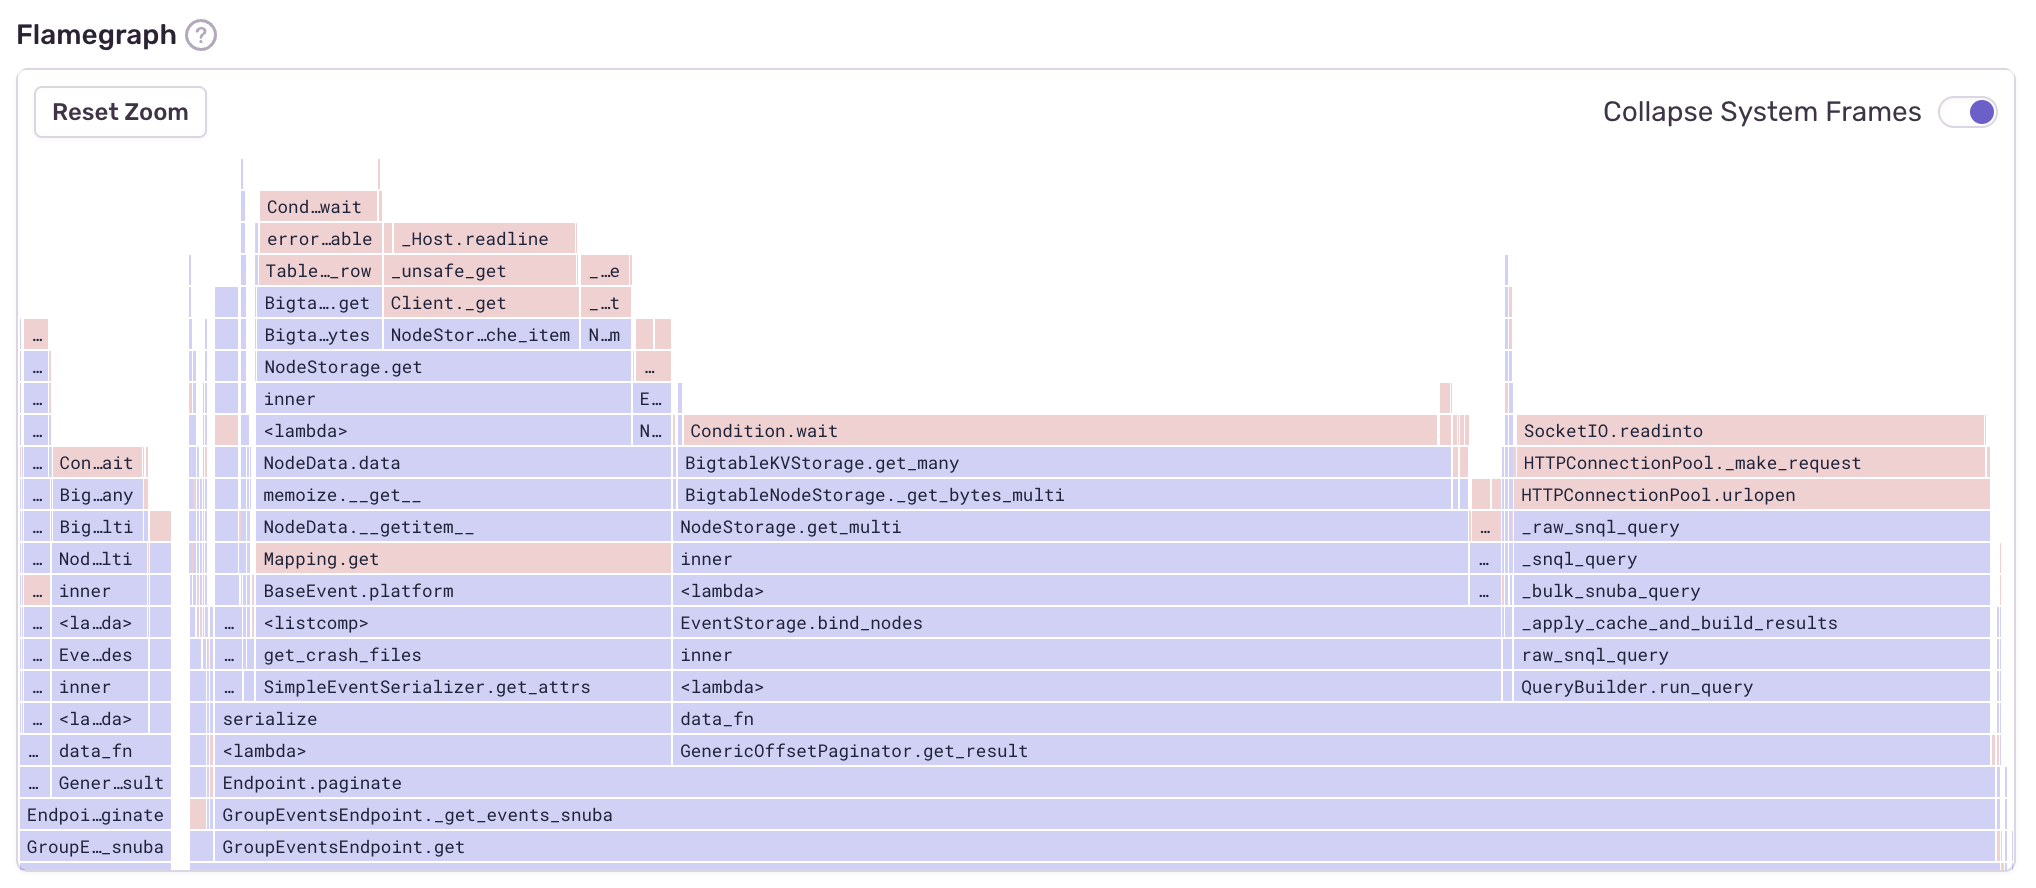 Flamegraph ?
Reset Zoom Collapse System Frames
Cond…wait
error…able _Host.readline
Table…_row _unsafe_get _…e
Bigta….get Client._get _…t
… Bigta…ytes NodeStor…che_item N…m
… NodeStorage.get …
… inner E…
… <lambda> N… Condition.wait SocketIO.readinto
… Con…ait NodeData.data BigtableKVStorage.get_many HTTPConnectionPool._make_request
… Big…any memoize.__get__ BigtableNodeStorage._get_bytes_multi HTTPConnectionPool.urlopen
… Big…lti NodeData.__getitem__ NodeStorage.get_multi … _raw_snql_query
… Nod…lti Mapping.get inner … _snql_query
… inner BaseEvent.platform <lambda> … _bulk_snuba_query
… <la…da> … <listcomp> EventStorage.bind_nodes _apply_cache_and_build_results
… Eve…des … get_crash_files inner raw_snql_query
… inner … SimpleEventSerializer.get_attrs <lambda> QueryBuilder.run_query
… <la…da> serialize data_fn
… data_fn <lambda> GenericOffsetPaginator.get_result
… Gener…sult Endpoint.paginate
Endpoi…ginate GroupEventsEndpoint._get_events_snuba
GroupE…_snuba GroupEventsEndpoint.get